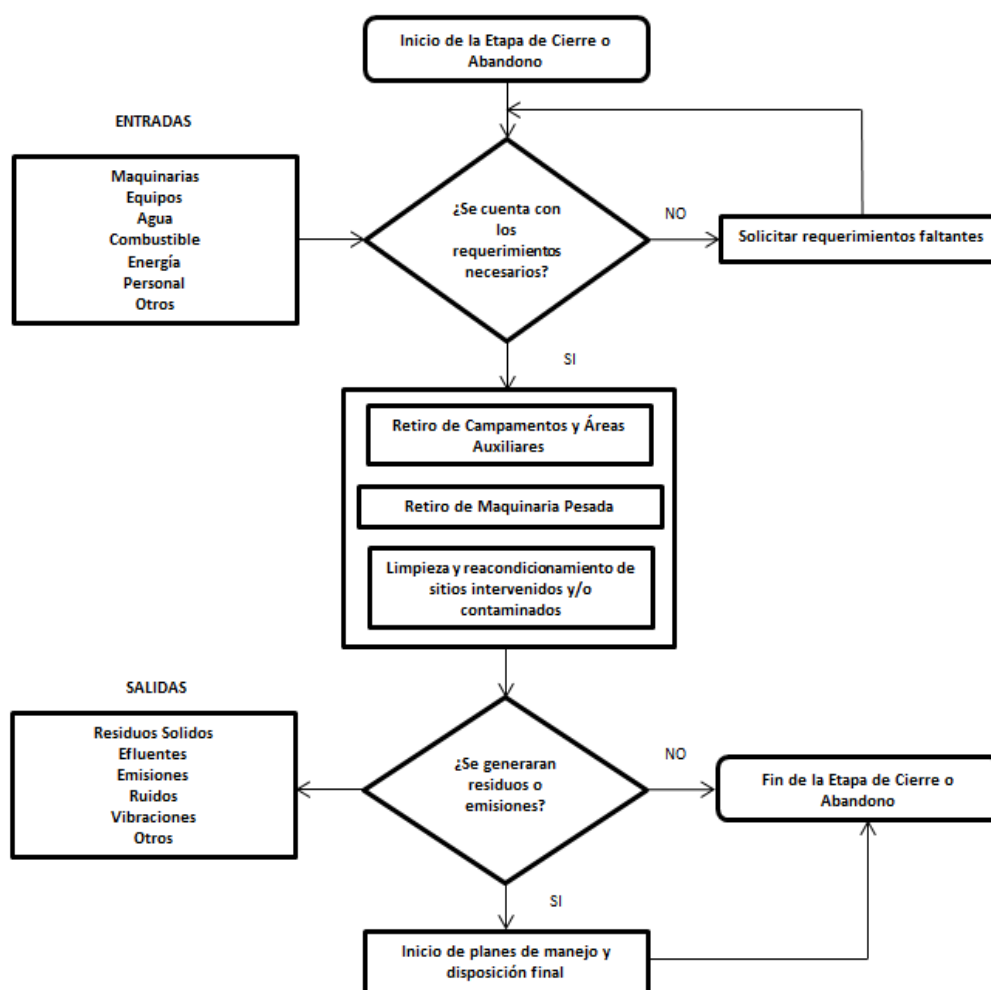 Inicio de la Etapa de Cierre o
Abandono
ENTRADAS
Maquinarias
Equipos
Agua
Combustible
Energía
Personal
Otros
¿Se cuenta con
los
requerimientos
necesarios?
NO
Solicitar requerimientos faltantes
SI
Retiro de Campamentos y Áreas
Auxiliares
Retiro de Maquinaria Pesada
Limpieza y reacondicionamiento de
sitios intervenidos y/o
contaminados
SALIDAS
Residuos Solidos
Efluentes
Emisiones
Ruidos
Vibraciones
Otros
¿Se generaran
residuos o
emisiones?
NO
Fin de la Etapa de Cierre o
Abandono
SI
Inicio de planes de manejo y
disposición final